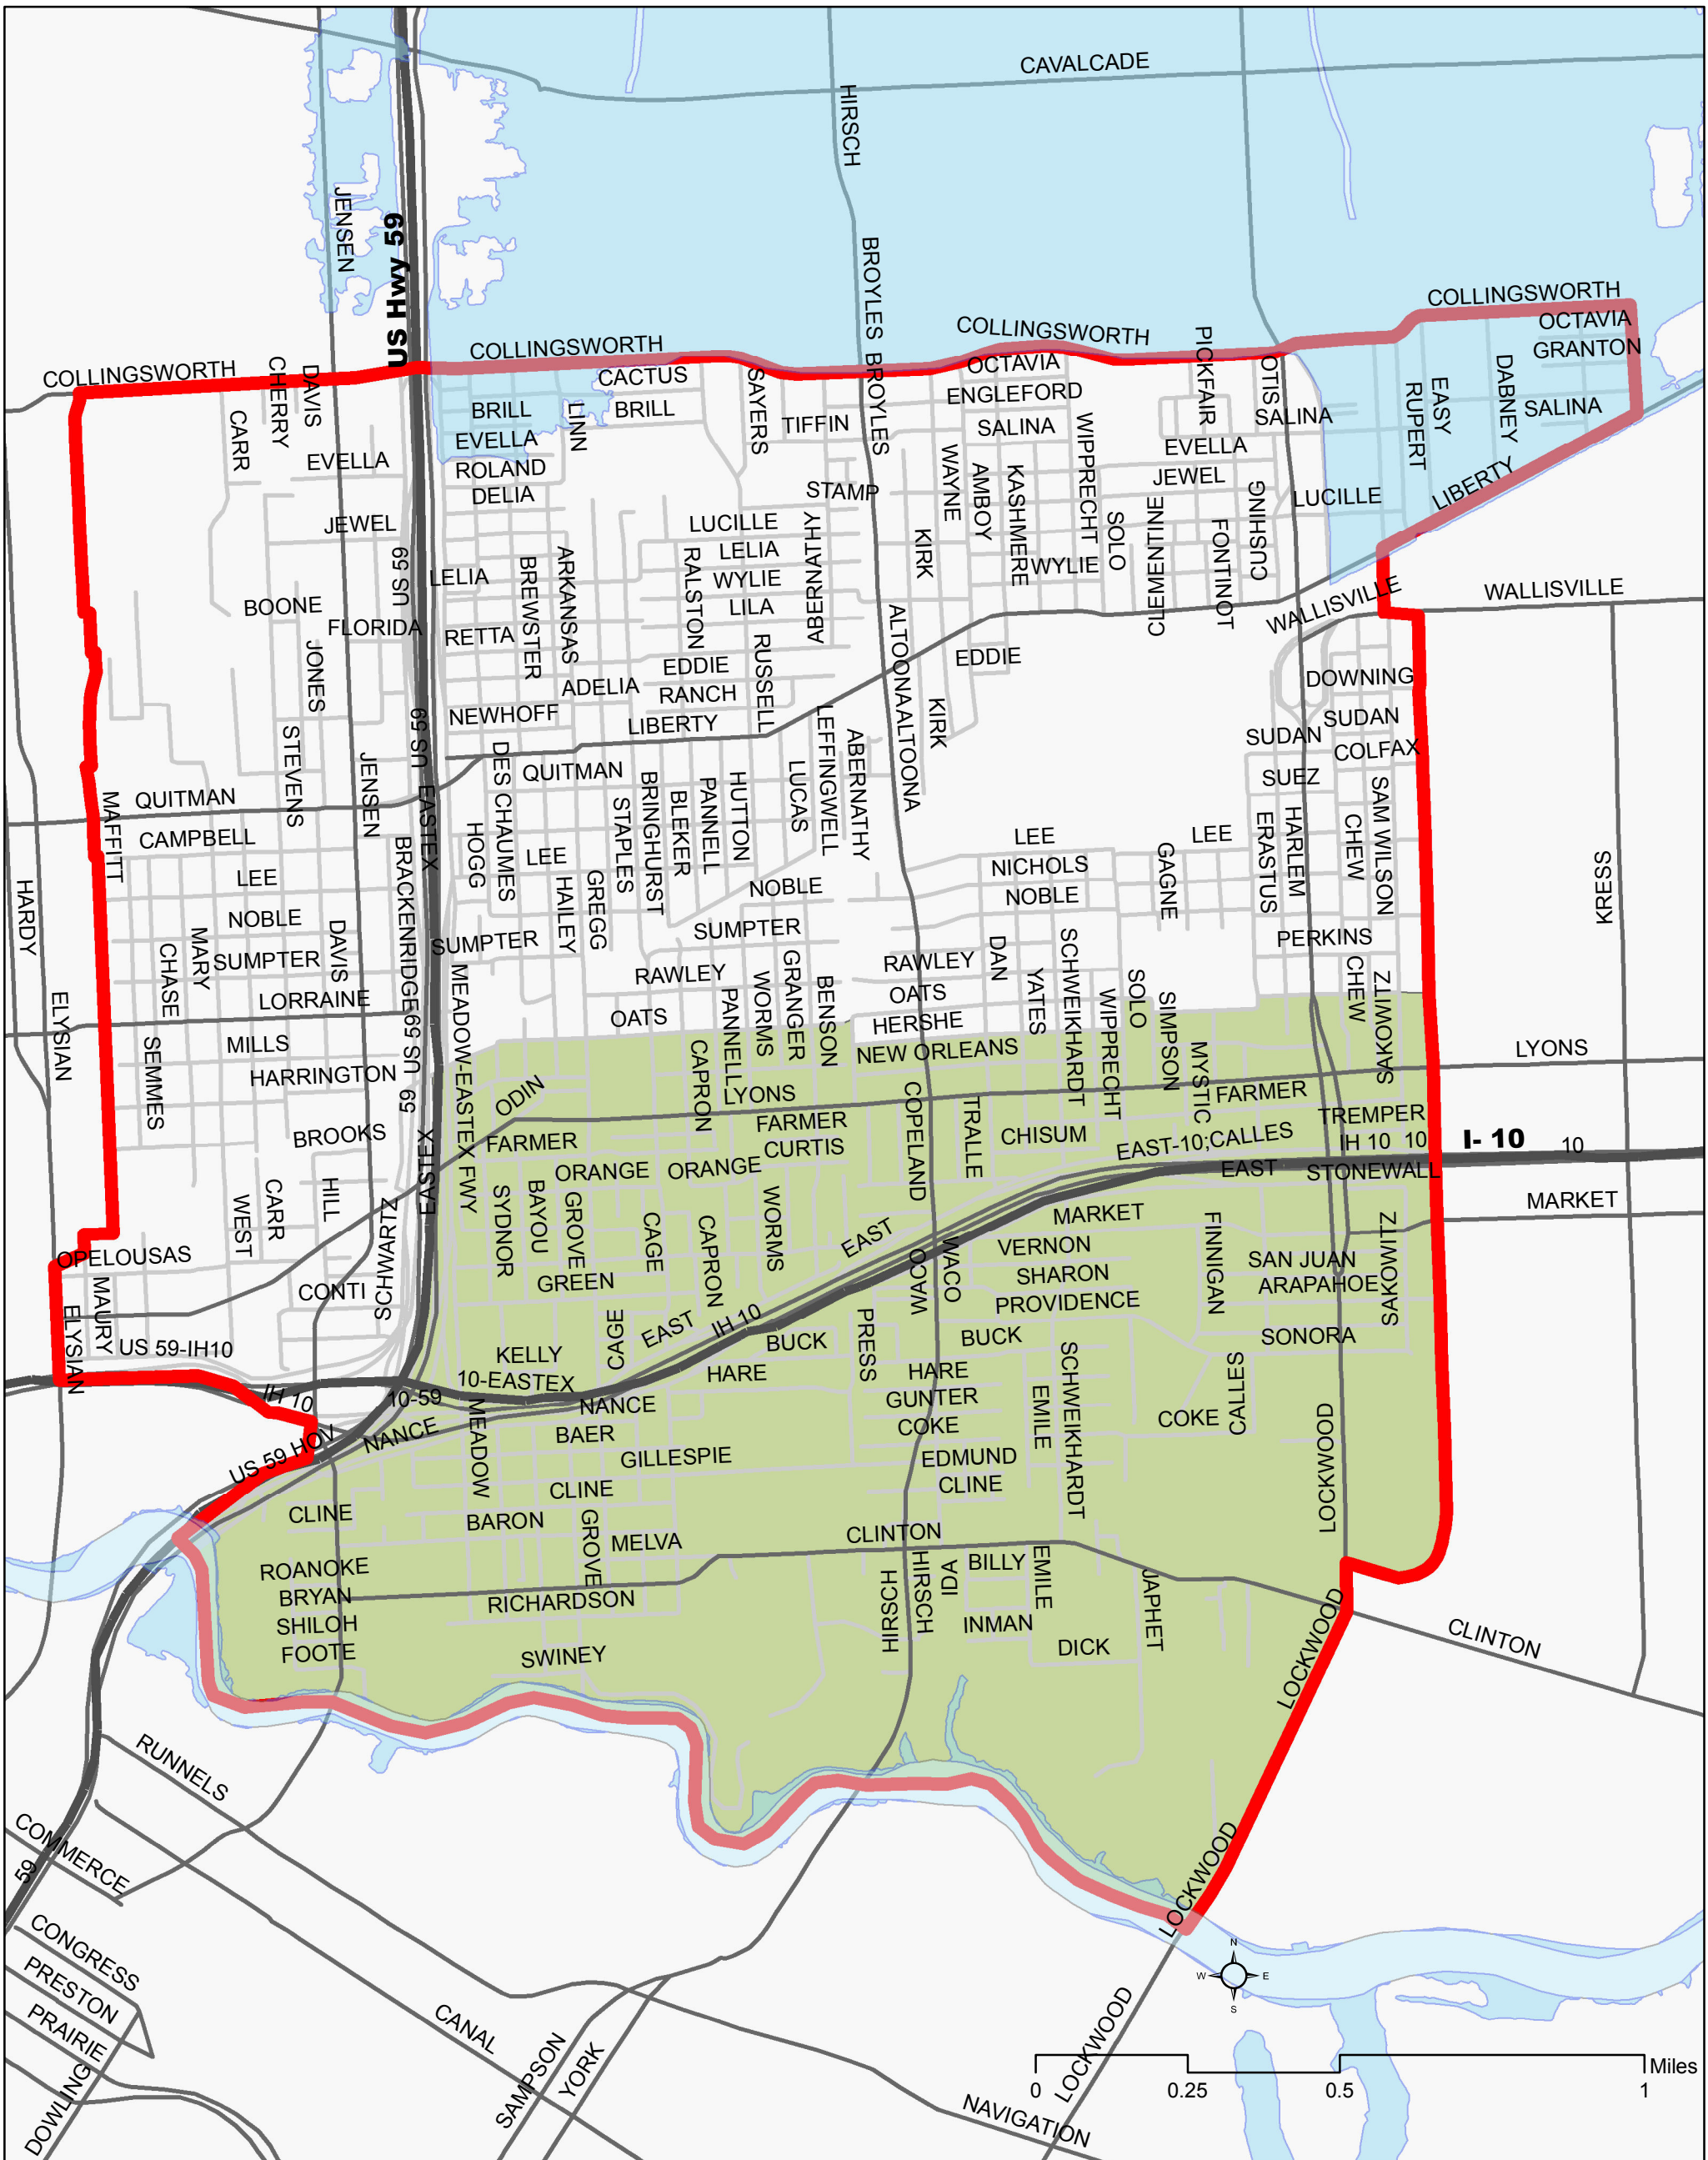 CAVALCADE
HIRSCH
JENSEN
US Hwy 59
BROYLES
BROYLES
COLLINGSWORTH
COLLINGSWORTH
COLLINGSWORTH
COLLINGSWORTH
OCTAVIA
GRANTON
CHERRY
DAVIS
CARR
CACTUS
BRILL
BRILL
LINN
SAYERS
TIFFIN
OCTAVIA
ENGLEFORD
SALINA
PICKFAIR
OTIS
SALINA
RUPERT
EASY
DABNEY
SALINA
EVELLA
EVELLA
ROLAND
DELIA
STAMP
WAYNE
AMBOY
KASHMERE
WIPPRECHT
EVELLA
JEWEL
CUSHING
LUCILLE
LIBERTY
JEWEL
US 59
LUCILLE
LELIA
WYLIE
LILA
RALSTON
ABERNATHY
KIRK
WYLIE
SOLO
CLEMENTINE
FONTINOT
LELIA
BREWSTER
ARKANSAS
WALLISVILLE
WALLISVILLE
BOONE
FLORIDA
RETTA
EDDIE
RANCH
RUSSELL
ALTOONA
ALTOONA
EDDIE
KIRK
JONES
ADELIA
NEWHOFF
LIBERTY
DOWNING
SUDAN
SUDAN
COLFAX
SUEZ
US 59
STEVENS
JENSEN
DES CHAUMES
QUITMAN
QUITMAN
MAFFITT
CAMPBELL
EASTEX
HOGG
LEE
STAPLES
BRINGHURST
BLEKER
PANNELL
HUTTON
LUCAS
LEFFINGWELL
ABERNATHY
LEE
LEE
NICHOLS
NOBLE
GAGNE
ERASTUS
HARLEM
CHEW
SAM WILSON
KRESS
HARDY
LEE
BRACKENRIDGE
HAILEY
GREGG
NOBLE
NOBLE
SUMPTER
SUMPTER
SUMPTER
CHASE
MARY
DAVIS
PERKINS
RAWLEY
RAWLEY
DAN
YATES
SCHWEIKHARDT
WIPPRECHT
SOLO
SIMPSON
CHEW
SAKOWITZ
LORRAINE
US 59
59
OATS
OATS
HERSHE
PANNELL
WORMS
GRANGER
BENSON
MEADOW-EASTEX FWY
ELYSIAN
SEMMES
MILLS
HARRINGTON
59
NEW ORLEANS
LYONS
LYONS
CAPRON
ODIN
COPELAND
TRALLE
MYSTIC
FARMER
FARMER
FARMER
CURTIS
CHISUM
TREMPER
EAST-10;CALLES
IH 10
10
I- 10
10
EAST
STONEWALL
BROOKS
EASTEX
ORANGE
ORANGE
SYDNOR
BAYOU
GROVE
CAGE
CAPRON
WORMS
MARKET
MARKET
WEST
CARR
HILL
SCHWARTZ
EAST
WACO
WACO
VERNON
SHARON
PROVIDENCE
FINNIGAN
SAN JUAN
ARAPAHOE
SAKOWITZ
OPELOUSAS
MAURY
ELYSIAN
CONTI
GREEN
CAGE
EAST
IH 10
BUCK
PRESS
BUCK
SONORA
US 59-IH10
KELLY
10-EASTEX
HARE
HARE
GUNTER
COKE
EMILE
SCHWEIKHARDT
COKE
CALLES
LOCKWOOD
IH 10
10-59
NANCE
NANCE
MEADOW
BAER
US 59 HOV
GILLESPIE
EDMUND
CLINE
CLINE
CLINE
BARON
GROVE
MELVA
CLINTON
ROANOKE
BRYAN
SHILOH
FOOTE
RICHARDSON
SWINEY
HIRSCH
HIRSCH
IDA
BILLY
EMILE
INMAN
DICK
JAPHET
LOCKWOOD
CLINTON
RUNNELS
COMMERCE
59
LOCKWOOD
CONGRESS
PRESTON
PRAIRIE
DOWLING
CANAL
SAMPSON
YORK
LOCKWOOD
NAVIGATION
N
W E
S
0 0.25 0.5 1
Miles